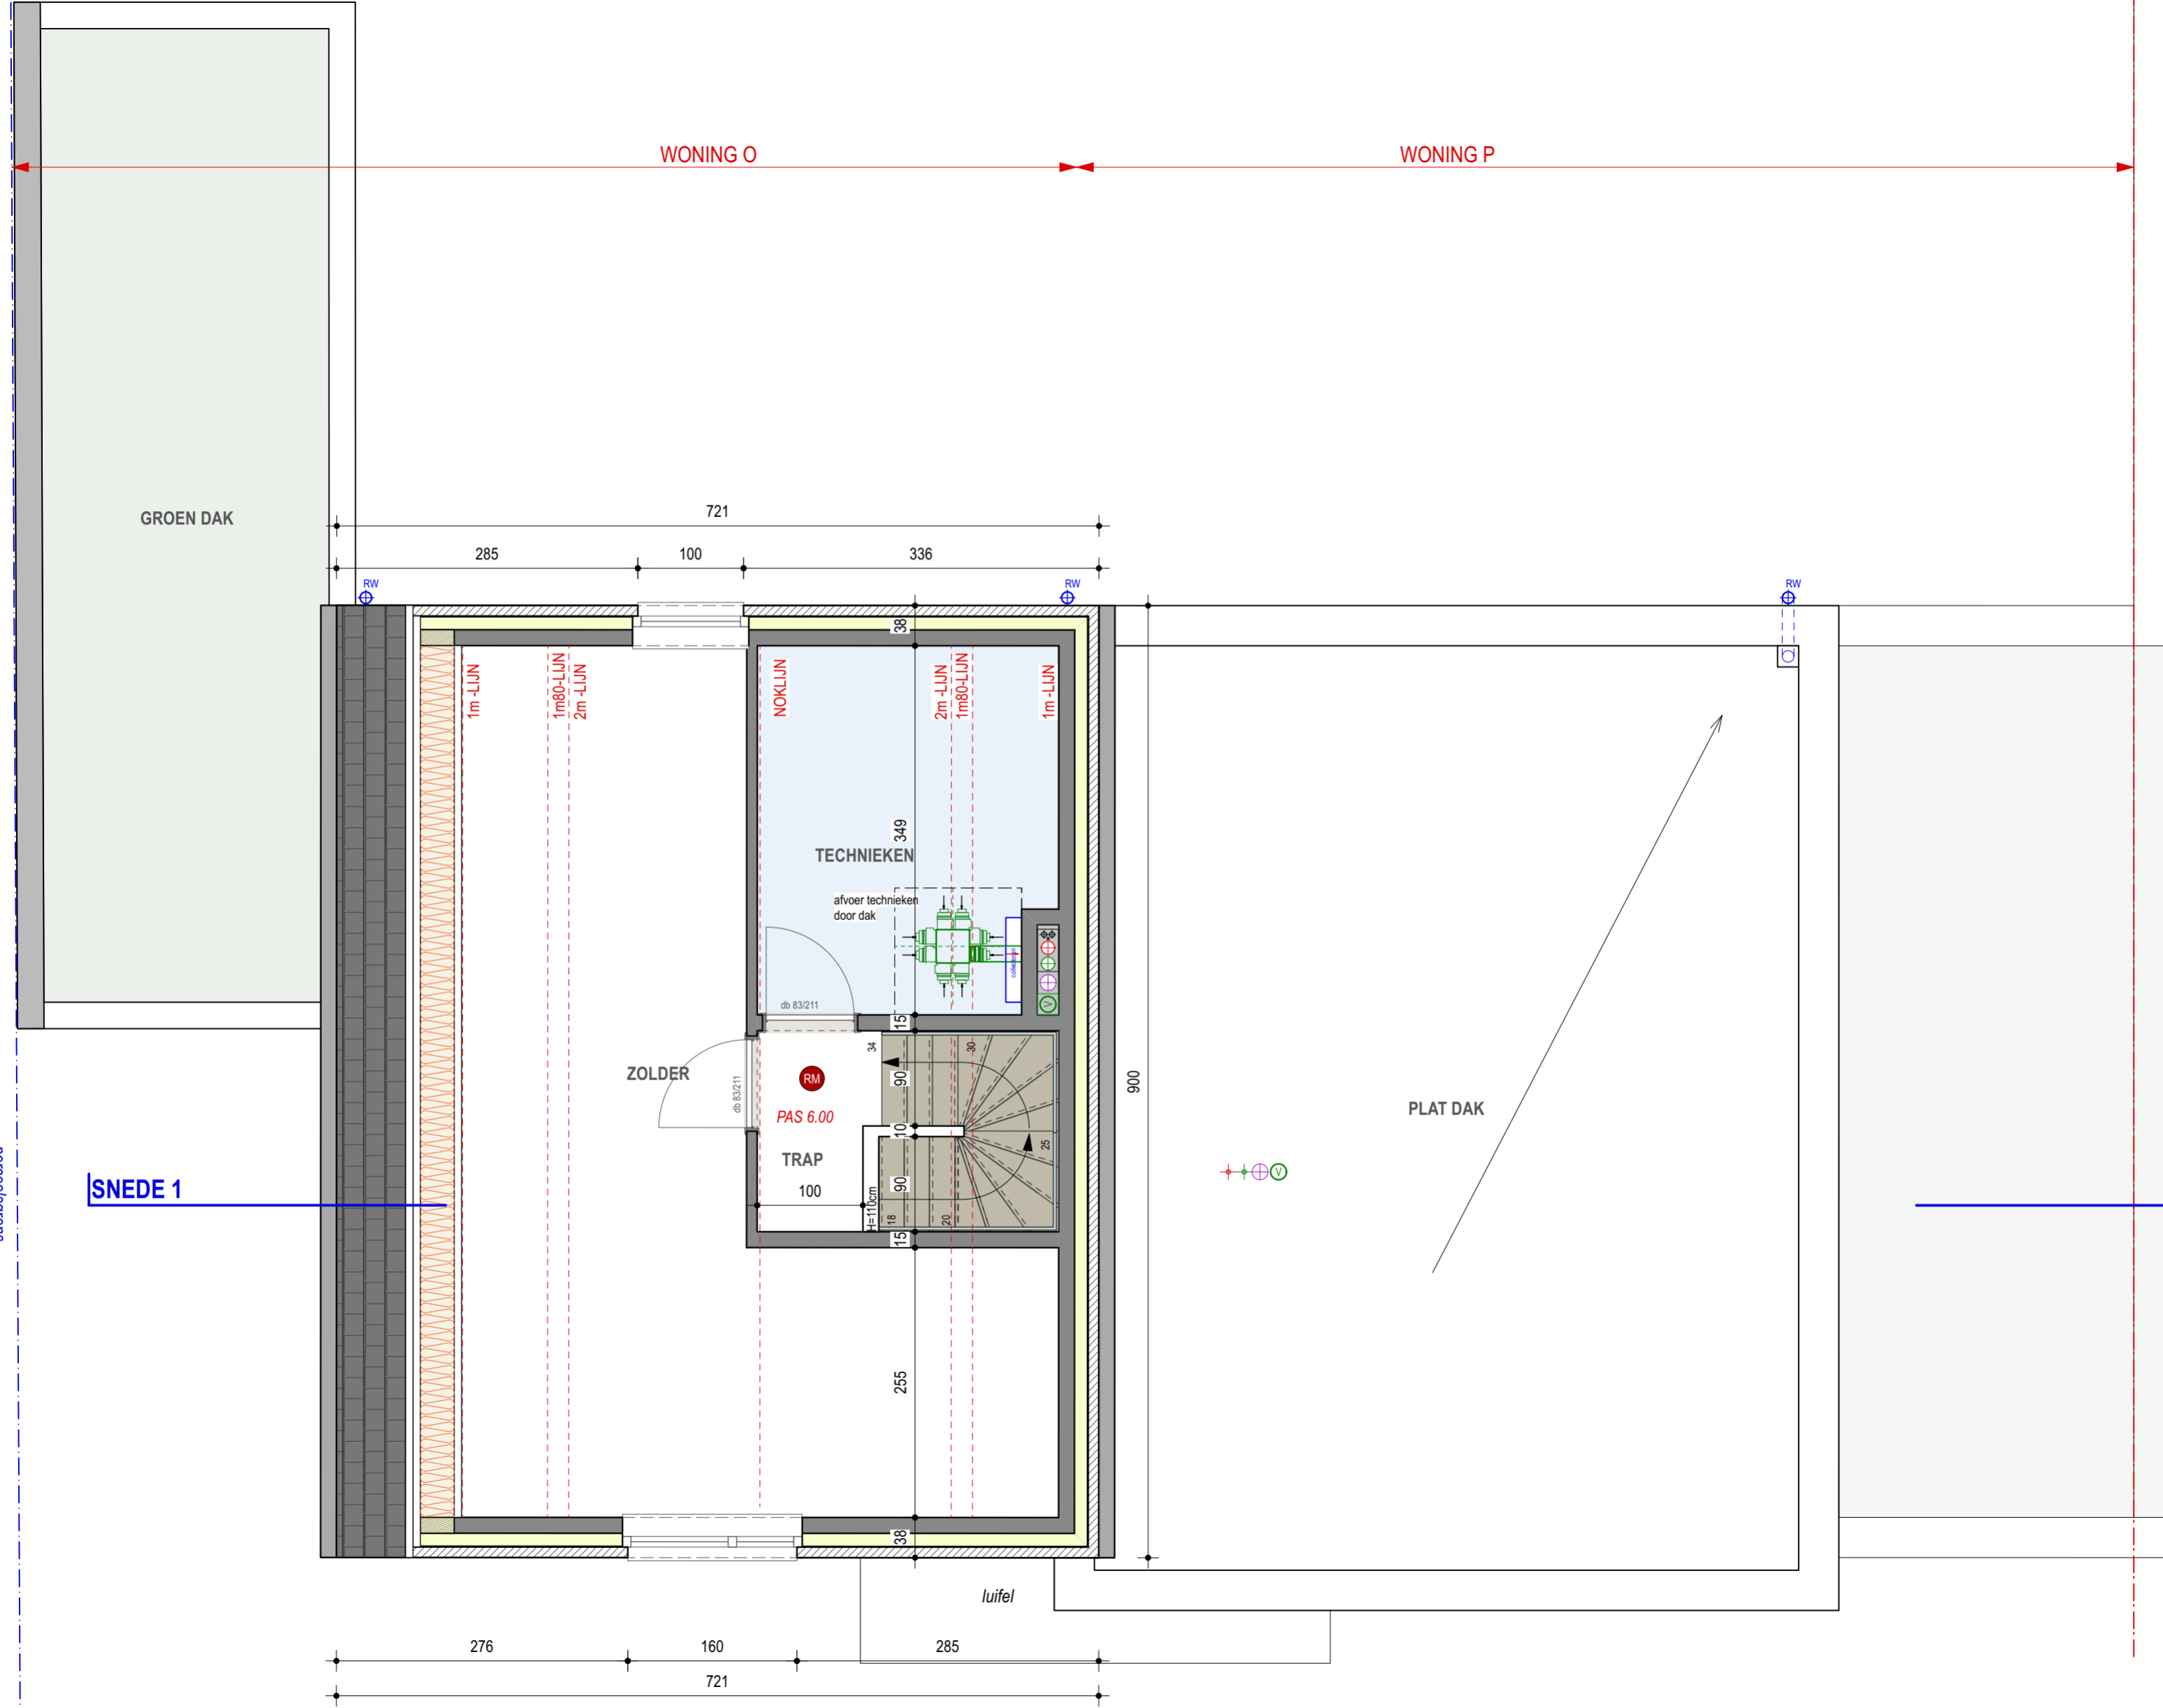 WONING O
WONING P
GROEN DAK
721
285
100
336
RW
RW
RW
38
1m -LIJN
1m80-LIJN
2m -LIJN
NOKLIJN
2m -LIJN
1m80-LIJN
1m -LIJN
349
TECHNIEKEN
afvoer technieken
door dak
db 83/211
V
15
34
30
ZOLDER
RM
90
db 83/211
900
PAS 6.00
PLAT DAK
10
25
TRAP
V
SNEDE 1
100
90
H=110cm
18
20
15
255
38
luifel
276
160
285
721